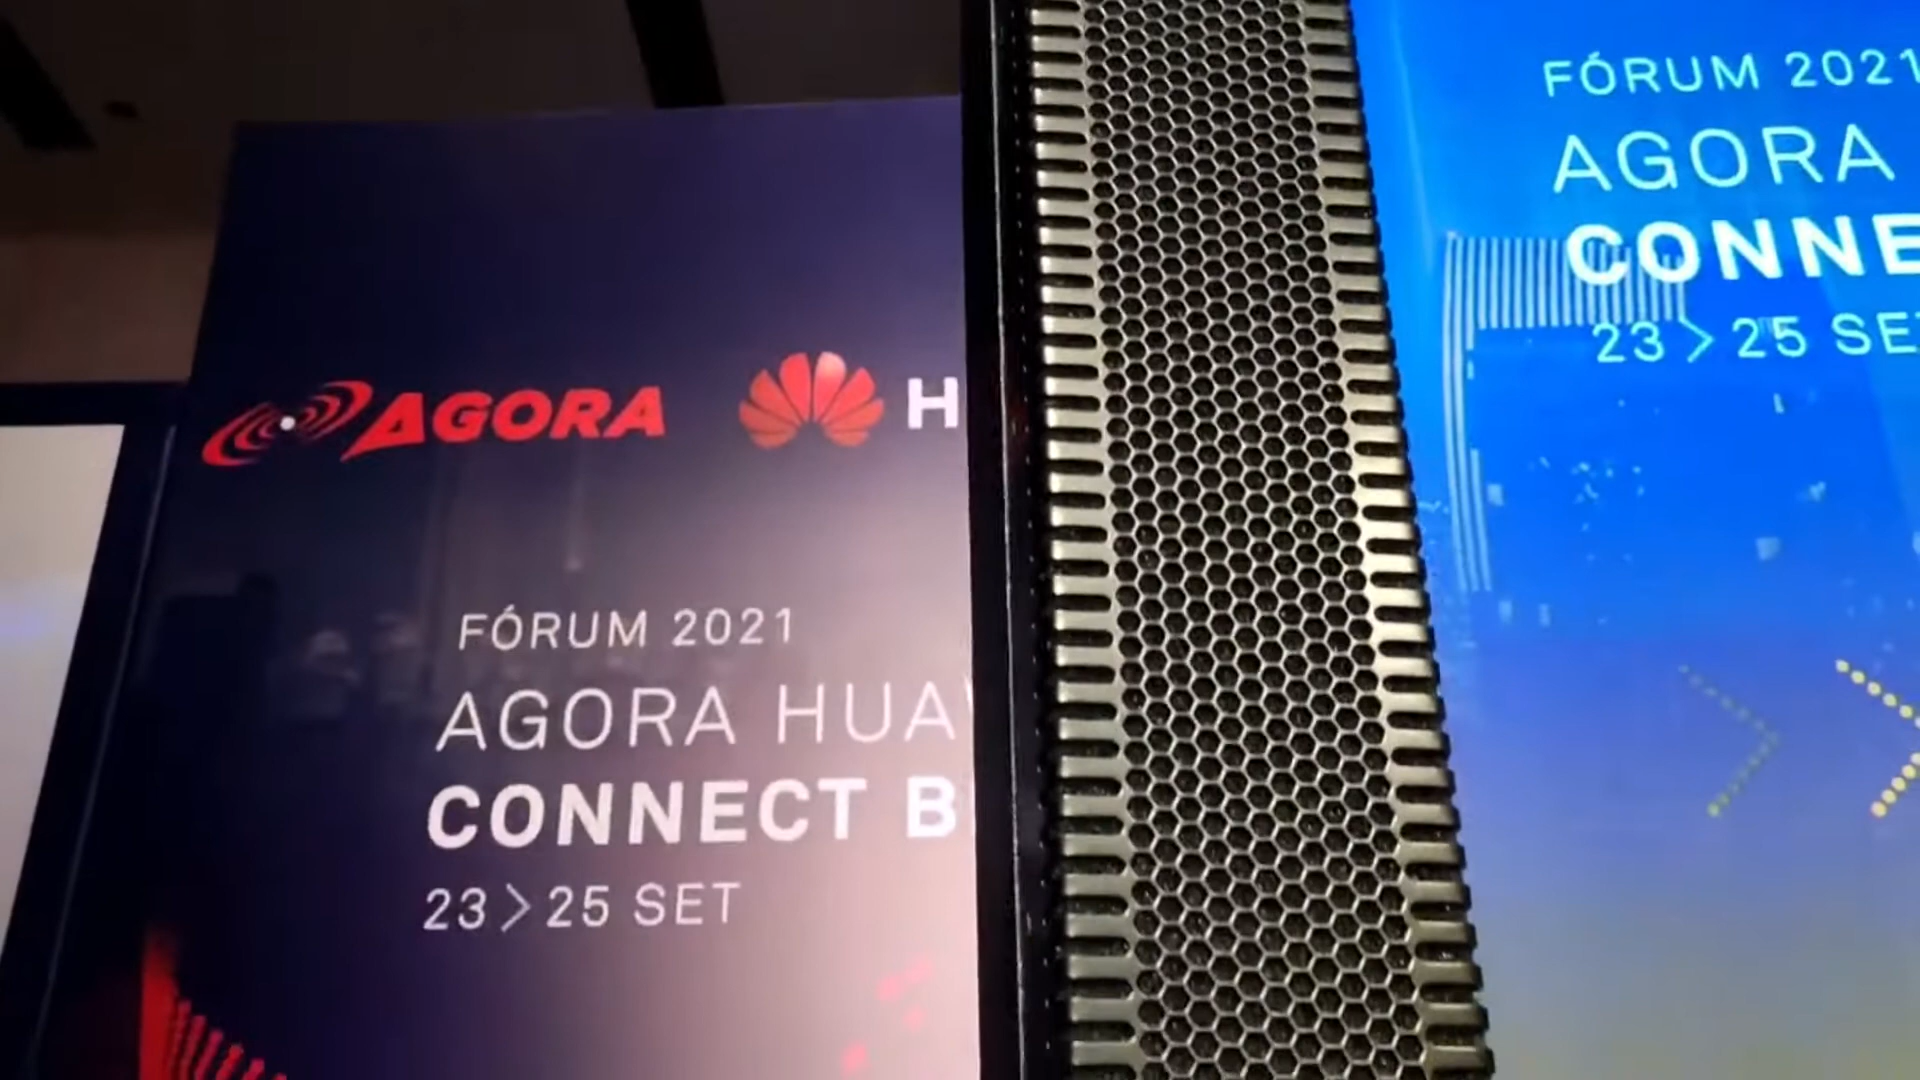 AGORA H
FÓRUM 2021
AGORA HUA
CONNECT B
23 > 25 SET
FÓRUM 2021
AGORA
CONNE
23 > 25 SE